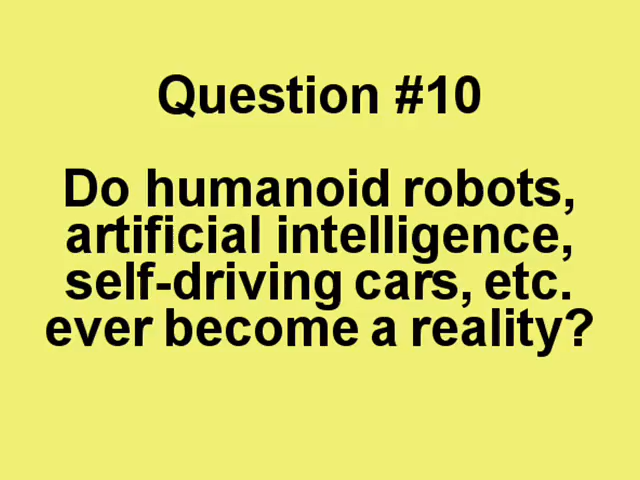 Question #10
Do humanoid robots,
artificial intelligence,
self-driving cars, etc.
ever become a reality?